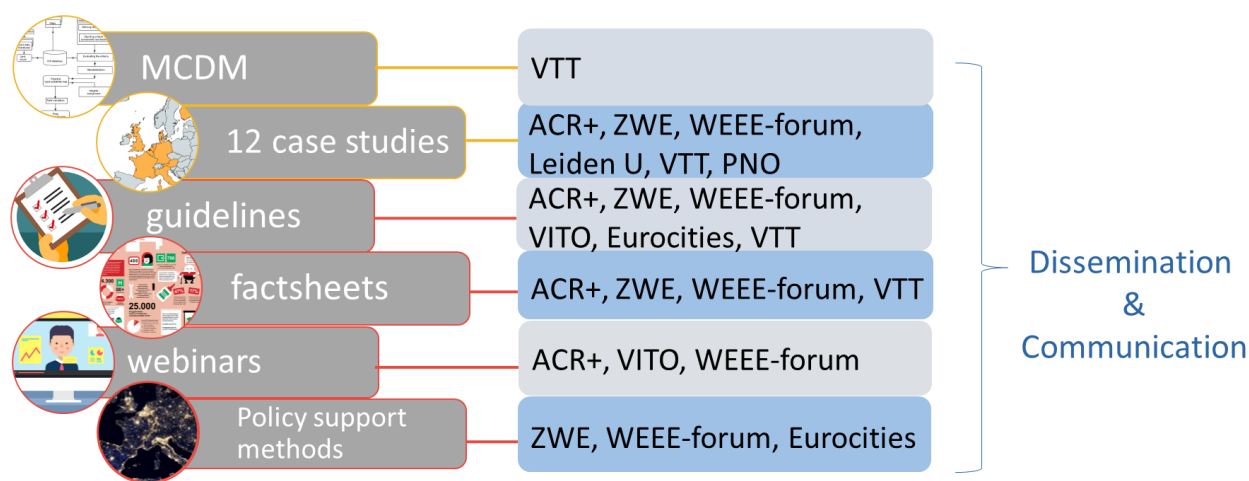 MCDM
VTT
12 case studies
ACR+, ZWE, WEEE-forum,
Leiden U, VTT, PNO
guidelines
ACR+, ZWE, WEEE-forum,
VITO, Eurocities, VTT
factsheets
25.000
ACR+, ZWE, WEEE-forum, VTT
webinars
ACR+, VITO, WEEE-forum
Policy support
methods
ZWE, WEEE-forum, Eurocities
Dissemination
&
Communication